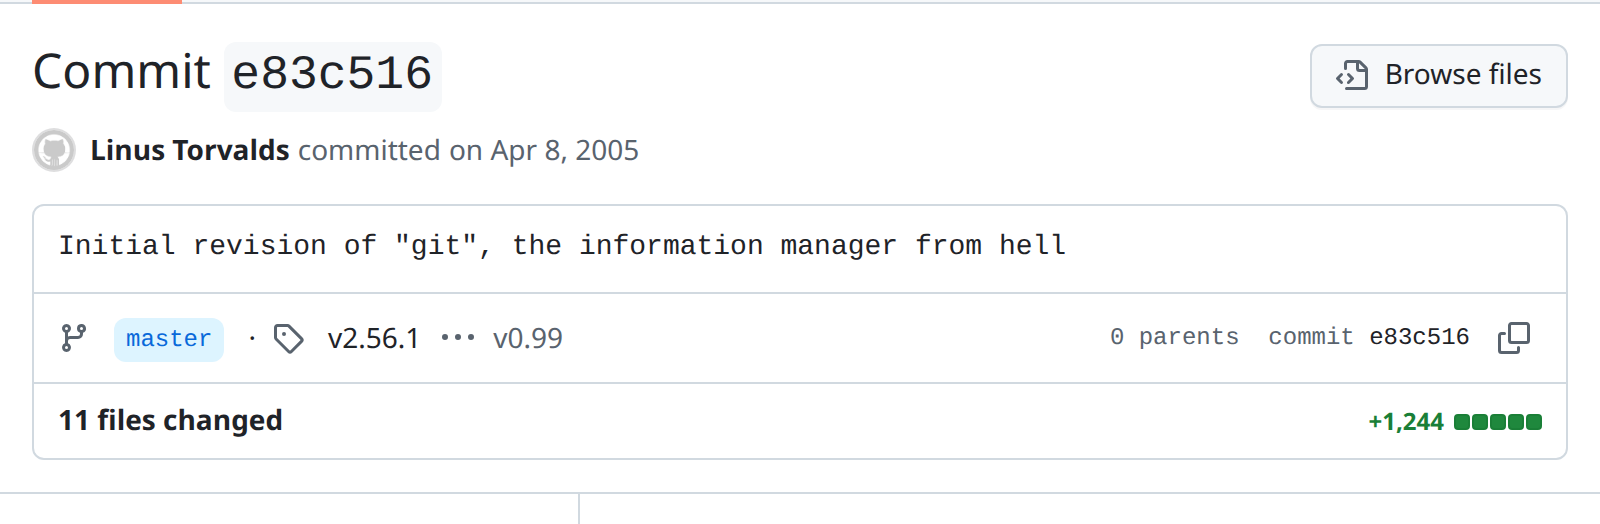 Commit e83c516
Browse files
Linus Torvalds committed on Apr 8, 2005
Initial revision of "git", the information manager from hell
master · v2.56.1 ··· v0.99
0 parents commit e83c516
11 files changed
+1,244